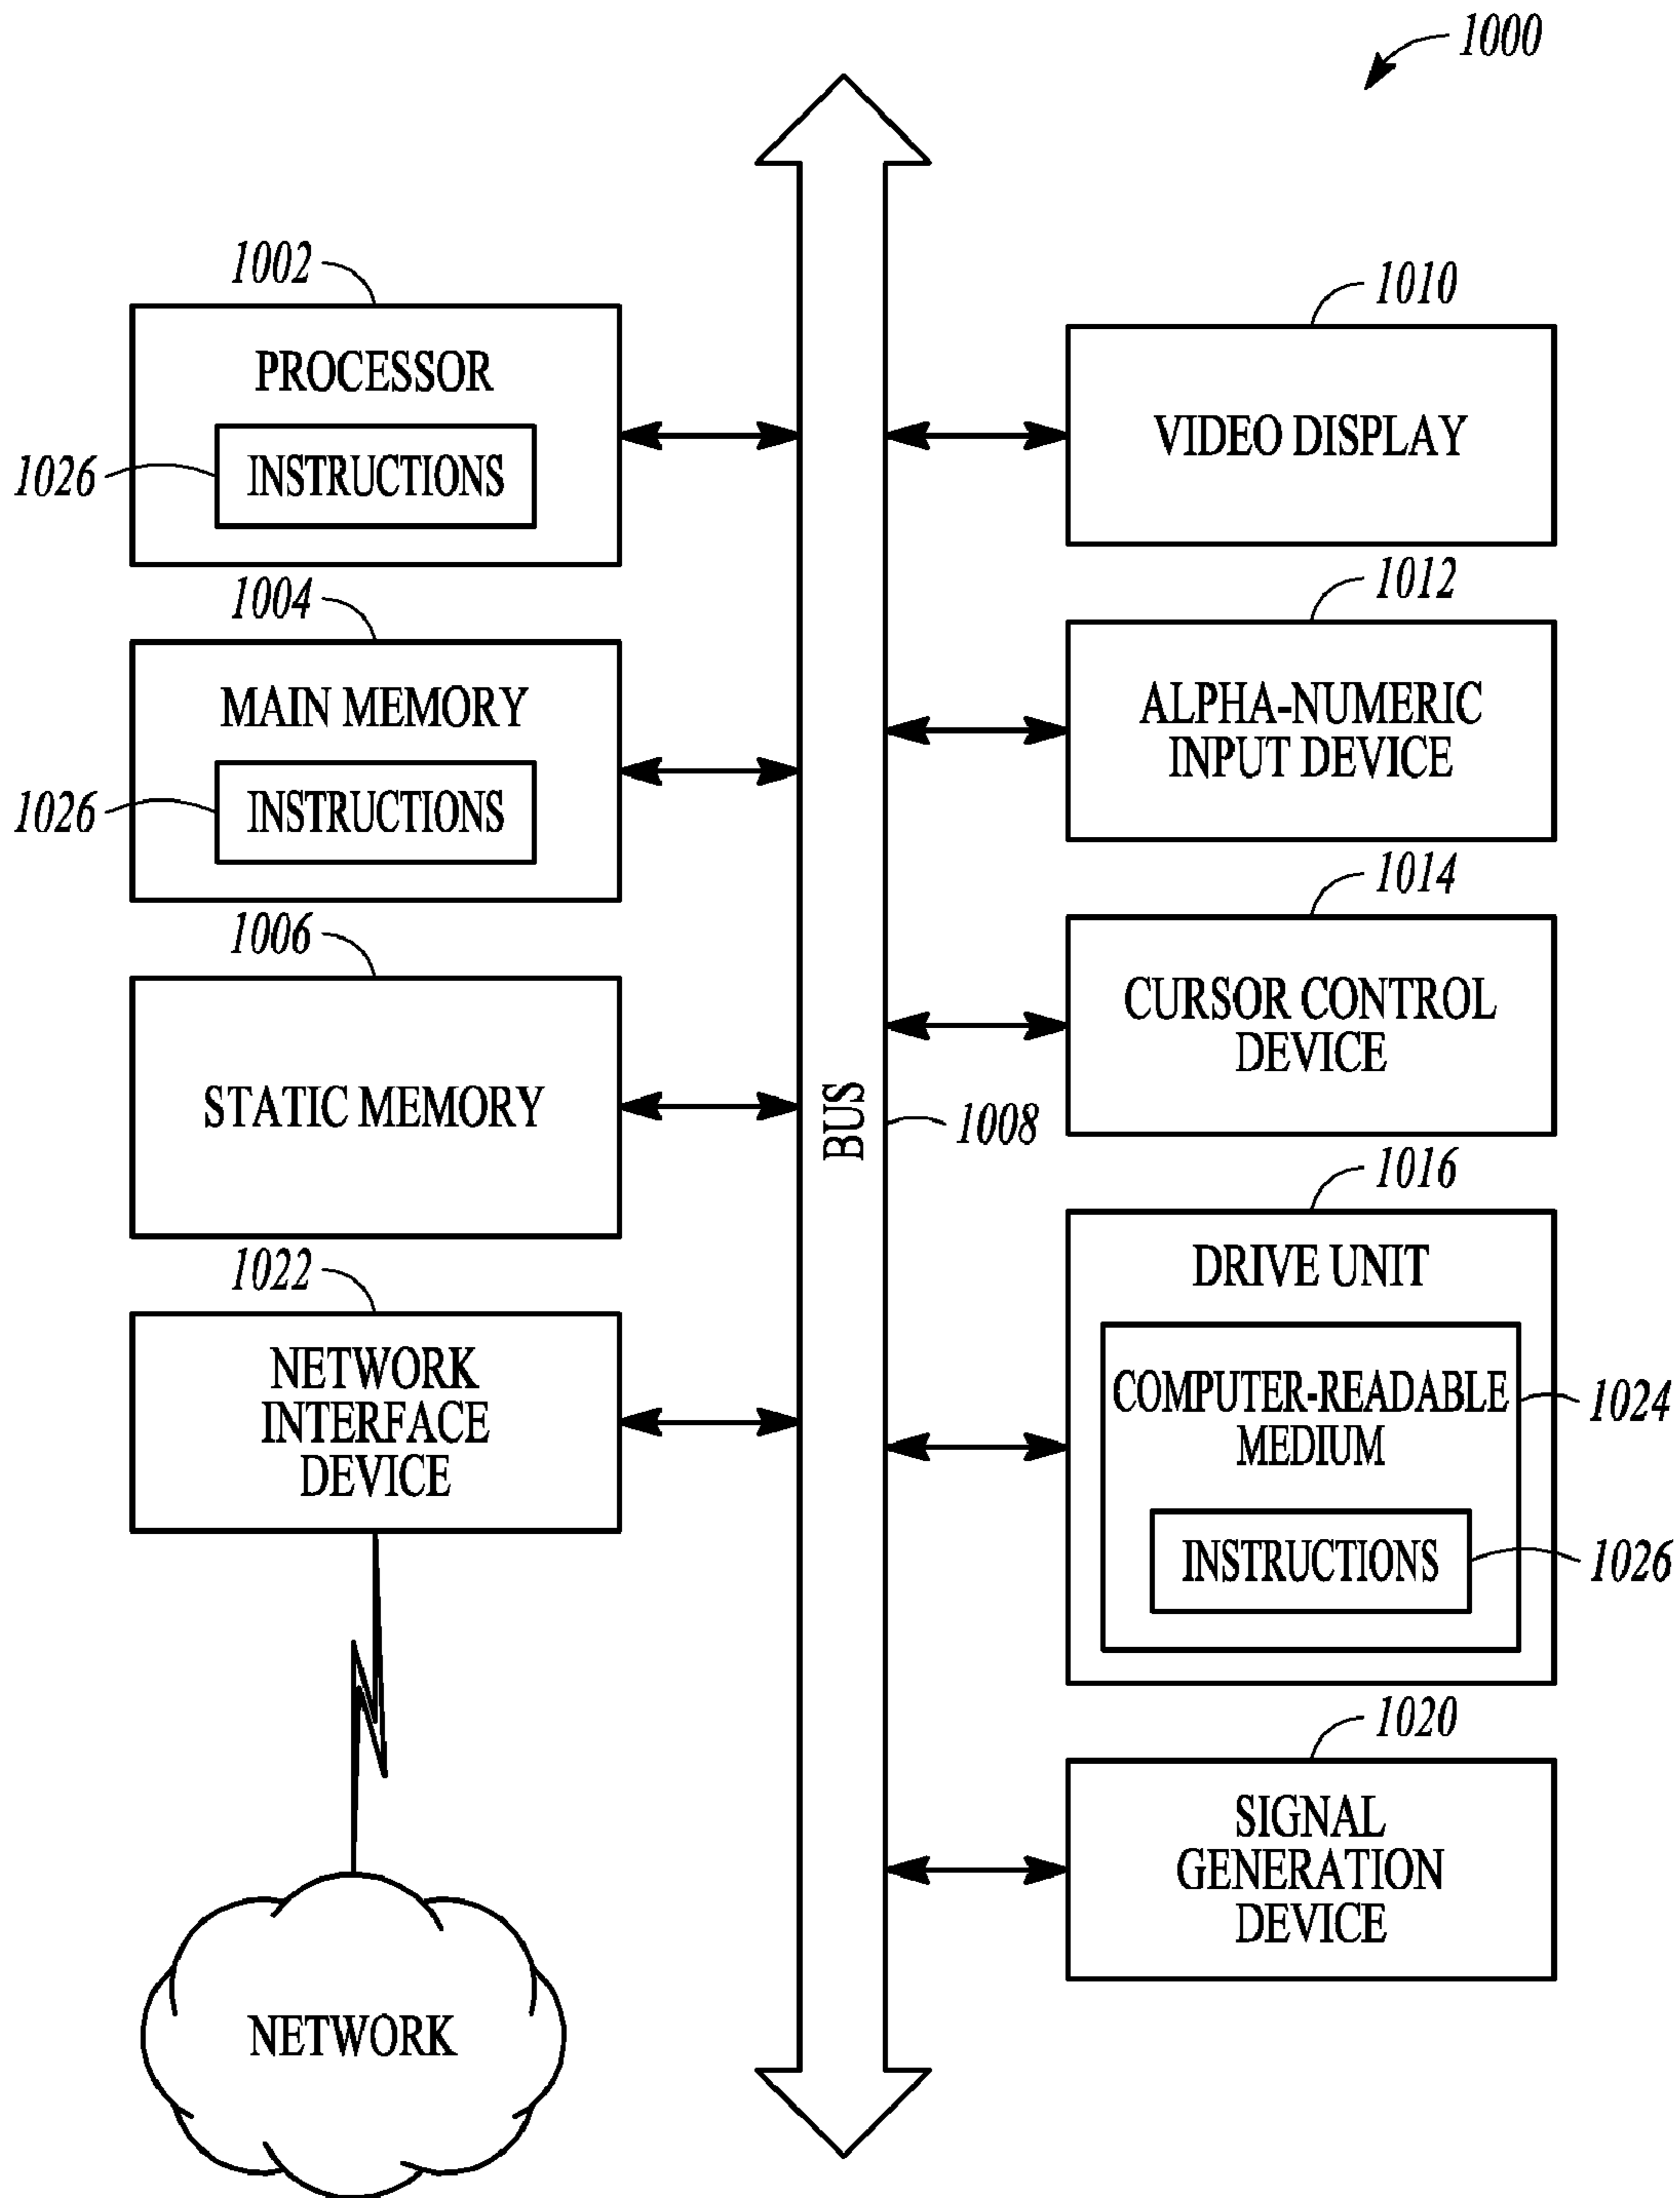 1000
1002
PROCESSOR
1026
INSTRUCTIONS
1004
MAIN MEMORY
1026
INSTRUCTIONS
1006
STATIC MEMORY
1022
NETWORK
INTERFACE
DEVICE
NETWORK
BUS
1008
1010
VIDEO DISPLAY
1012
ALPHA-NUMERIC
INPUT DEVICE
1014
CURSOR CONTROL
DEVICE
1016
DRIVE UNIT
COMPUTER-READABLE
MEDIUM
1024
INSTRUCTIONS
1026
1020
SIGNAL
GENERATION
DEVICE